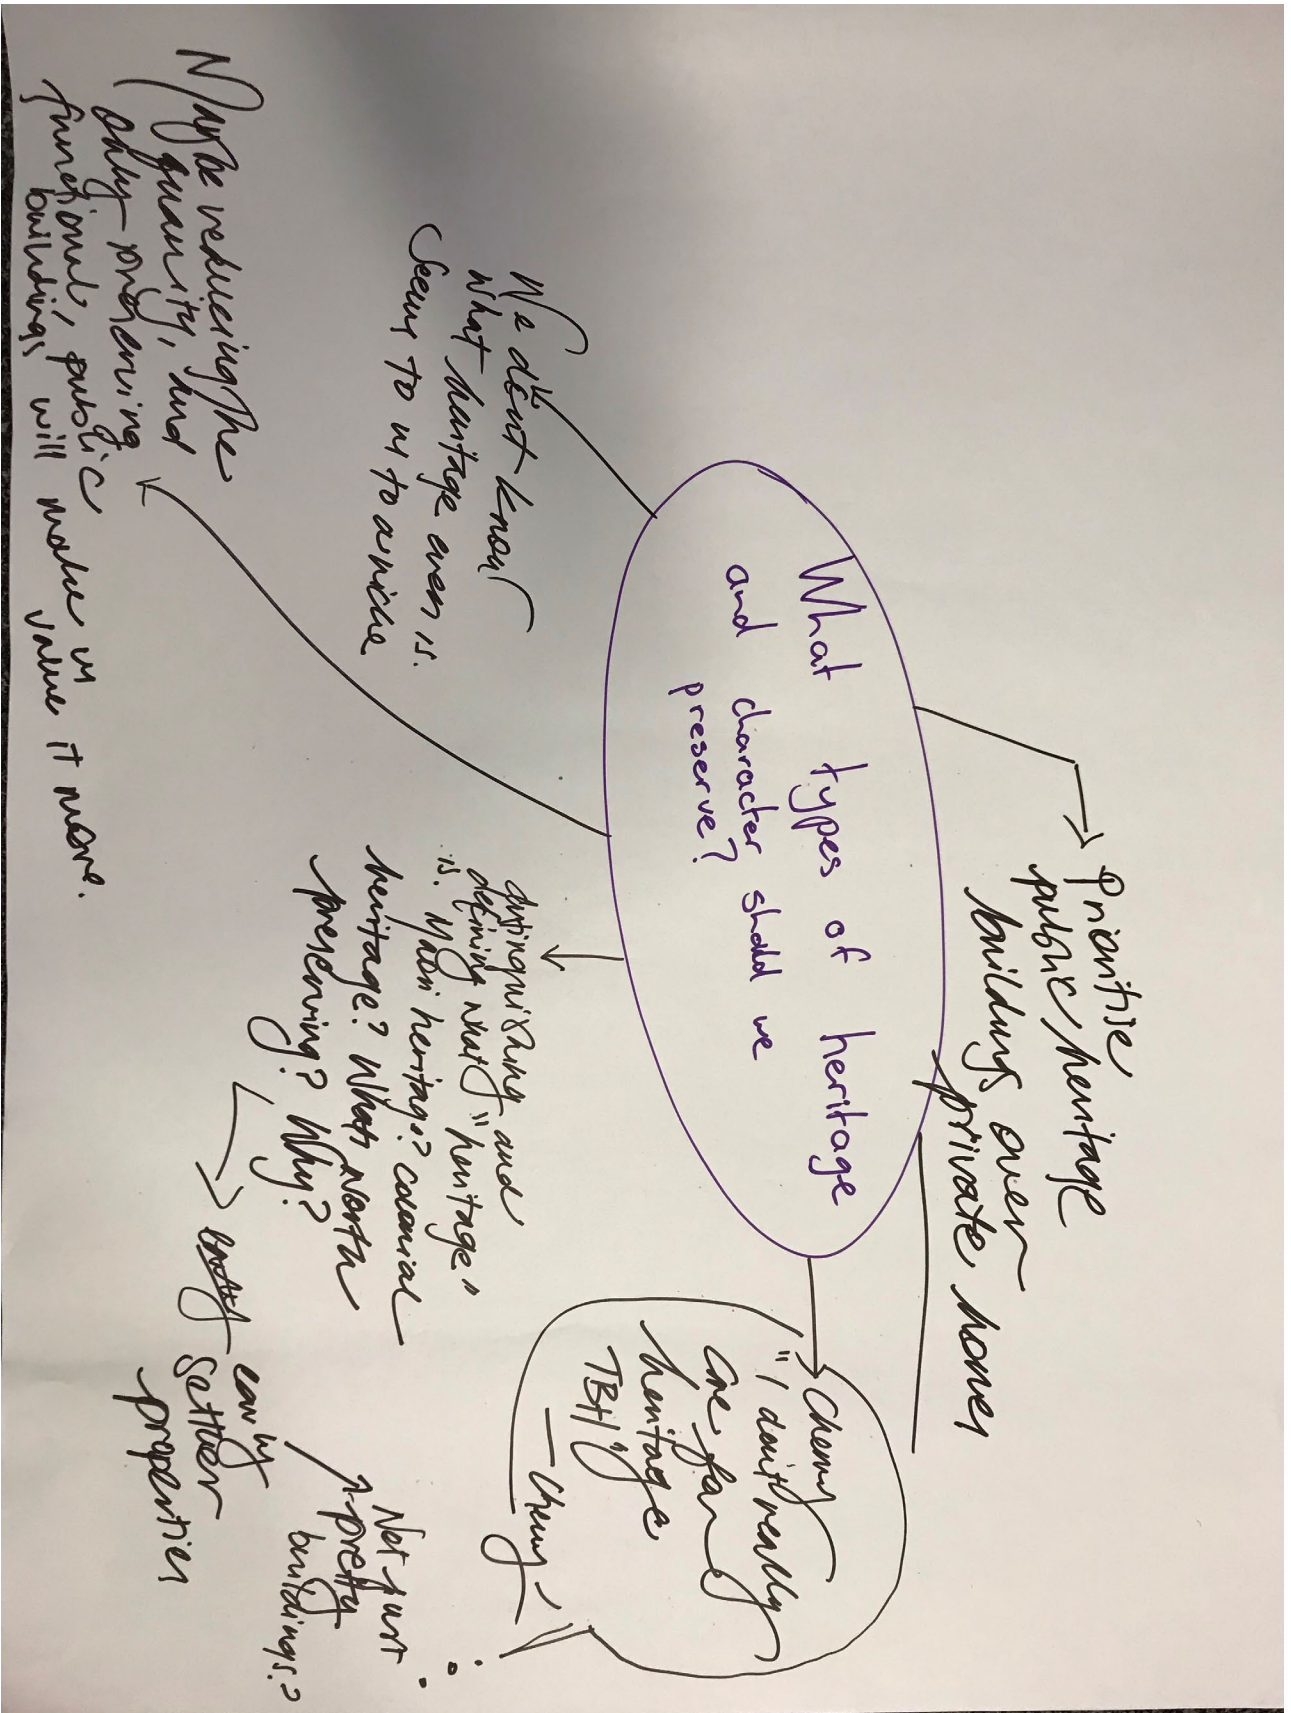 What types of heritage
and character should we
preserve?
Prioritise
public/heritage
buildings over
private homes
Cherry
"I don't really
care for
heritage
TBH"
— Cherry
We don't know
what heritage even is.
Seems to us to a niche
Maybe reducing the
quantity, and
only preserving
functional, public
buildings will make us
value it more.
distinguishing and
defining what "heritage"
is. Māori heritage? colonial
heritage? What's worth
preserving? Why?
early
settler
properties
Not just
pretty
buildings?